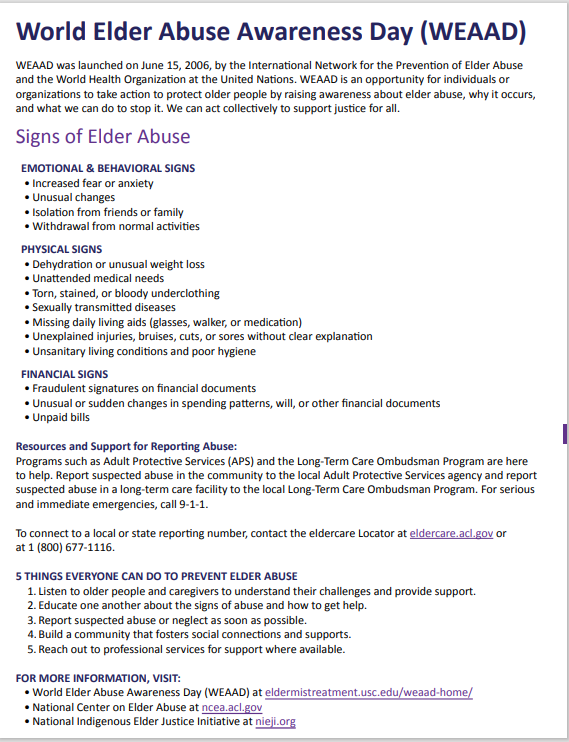 World Elder Abuse Awareness Day (WEAAD)
WEAAD was launched on June 15, 2006, by the International Network for the Prevention of Elder Abuse
and the World Health Organization at the United Nations. WEAAD is an opportunity for individuals or
organizations to take action to protect older people by raising awareness about elder abuse, why it occurs,
and what we can do to stop it. We can act collectively to support justice for all.
Signs of Elder Abuse
EMOTIONAL & BEHAVIORAL SIGNS
• Increased fear or anxiety
• Unusual changes
• Isolation from friends or family
• Withdrawal from normal activities
PHYSICAL SIGNS
• Dehydration or unusual weight loss
• Unattended medical needs
• Torn, stained, or bloody underclothing
• Sexually transmitted diseases
• Missing daily living aids (glasses, walker, or medication)
• Unexplained injuries, bruises, cuts, or sores without clear explanation
• Unsanitary living conditions and poor hygiene
FINANCIAL SIGNS
• Fraudulent signatures on financial documents
• Unusual or sudden changes in spending patterns, will, or other financial documents
• Unpaid bills
Resources and Support for Reporting Abuse:
Programs such as Adult Protective Services (APS) and the Long-Term Care Ombudsman Program are here
to help. Report suspected abuse in the community to the local Adult Protective Services agency and report
suspected abuse in a long-term care facility to the local Long-Term Care Ombudsman Program. For serious
and immediate emergencies, call 9-1-1.
To connect to a local or state reporting number, contact the eldercare Locator at eldercare.acl.gov or
at 1 (800) 677-1116.
5 THINGS EVERYONE CAN DO TO PREVENT ELDER ABUSE
1. Listen to older people and caregivers to understand their challenges and provide support.
2. Educate one another about the signs of abuse and how to get help.
3. Report suspected abuse or neglect as soon as possible.
4. Build a community that fosters social connections and supports.
5. Reach out to professional services for support where available.
FOR MORE INFORMATION, VISIT:
• World Elder Abuse Awareness Day (WEAAD) at eldermistreatment.usc.edu/weaad-home/
• National Center on Elder Abuse at ncea.acl.gov
• National Indigenous Elder Justice Initiative at nieji.org